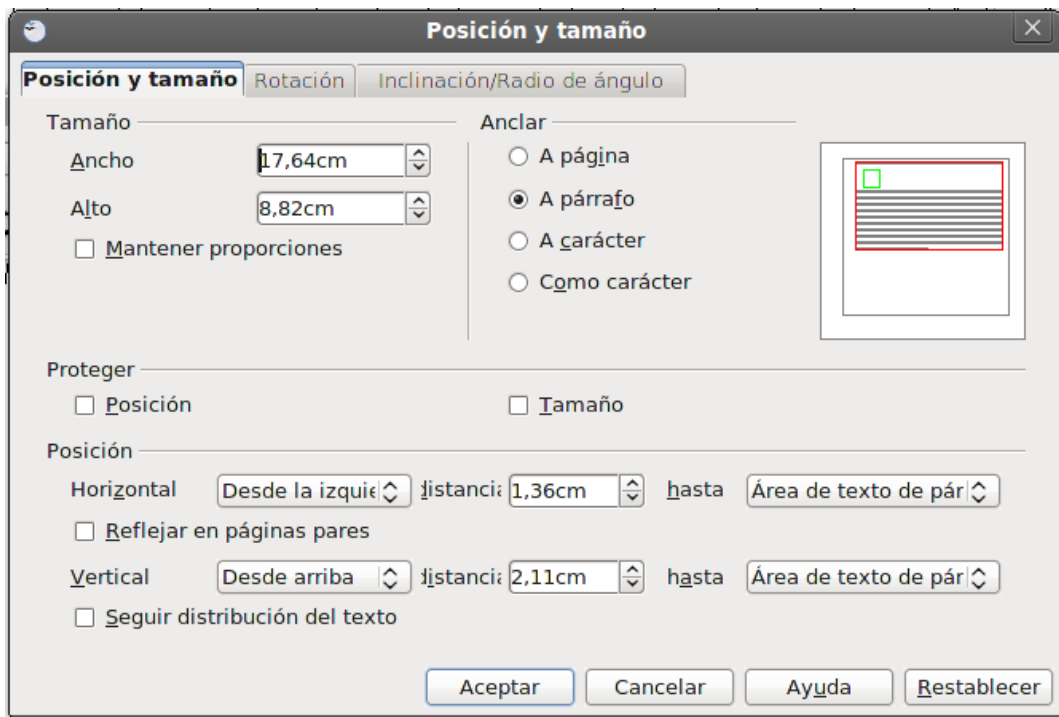 Posición y tamaño
Posición y tamaño Rotación Inclinación/Radio de ángulo
Tamaño Anclar
Ancho 17,64cm A página
Alto 8,82cm A párrafo
Mantener proporciones A carácter
Como carácter
Proteger
Posición Tamaño
Posición
Horizontal Desde la izquie distancia 1,36cm hasta Área de texto de pár
Reflejar en páginas pares
Vertical Desde arriba distancia 2,11cm hasta Área de texto de pár
Seguir distribución del texto
Aceptar Cancelar Ayuda Restablecer